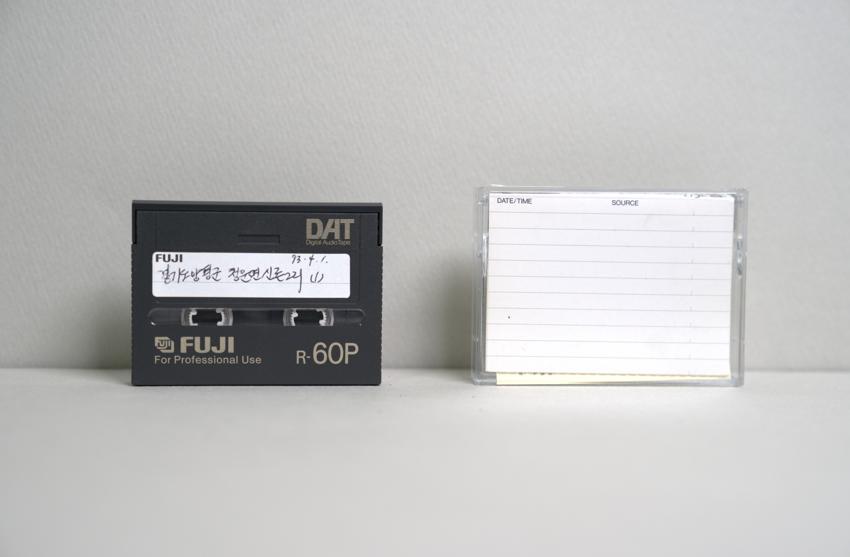 DAT
Digital Audio Tape
FUJI 93. 4. 1.
경기도 양평군 청운면 신론2리 (1)
FUJI FUJI
For Professional Use R-60P
DATE/TIME SOURCE